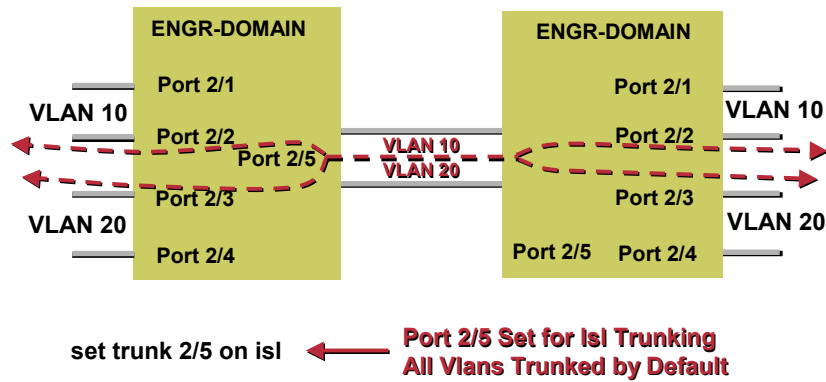 ENGR-DOMAIN
ENGR-DOMAIN
Port 2/1
Port 2/1
VLAN 10
VLAN 10
Port 2/2
Port 2/2
VLAN 10
Port 2/5
VLAN 20
Port 2/3
Port 2/3
VLAN 20
VLAN 20
Port 2/4
Port 2/5
Port 2/4
set trunk 2/5 on isl
Port 2/5 Set for Isl Trunking
All Vlans Trunked by Default